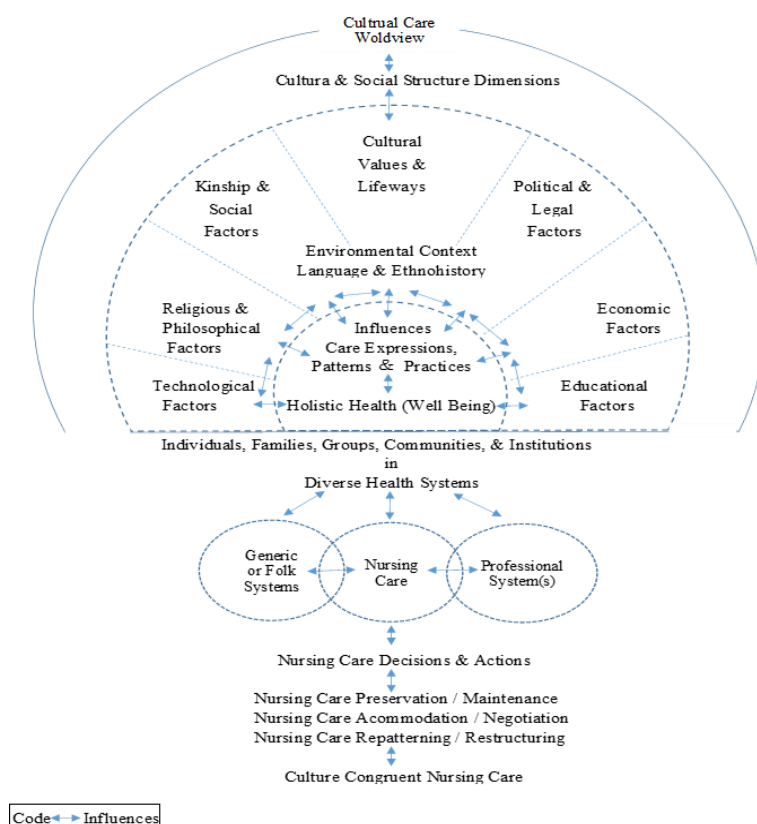 Cultrual Care
Woldview
Cultura & Social Structure Dimensions
Cultural
Values &
Lifeways
Kinship &
Social
Factors
Political &
Legal
Factors
Environmental Context
Language & Ethnohistory
Religious &
Philosophical
Factors
Influences
Care Expressions,
Patterns & Practices
Economic
Factors
Technological
Factors
Holistic Health (Well Being)
Educational
Factors
Individuals, Families, Groups, Communities, & Institutions
in
Diverse Health Systems
Generic
or Folk
Systems
Nursing
Care
Professional
System(s)
Nursing Care Decisions & Actions
Nursing Care Preservation / Maintenance
Nursing Care Acommodation / Negotiation
Nursing Care Repatterning / Restructuring
Culture Congruent Nursing Care
Code Influences